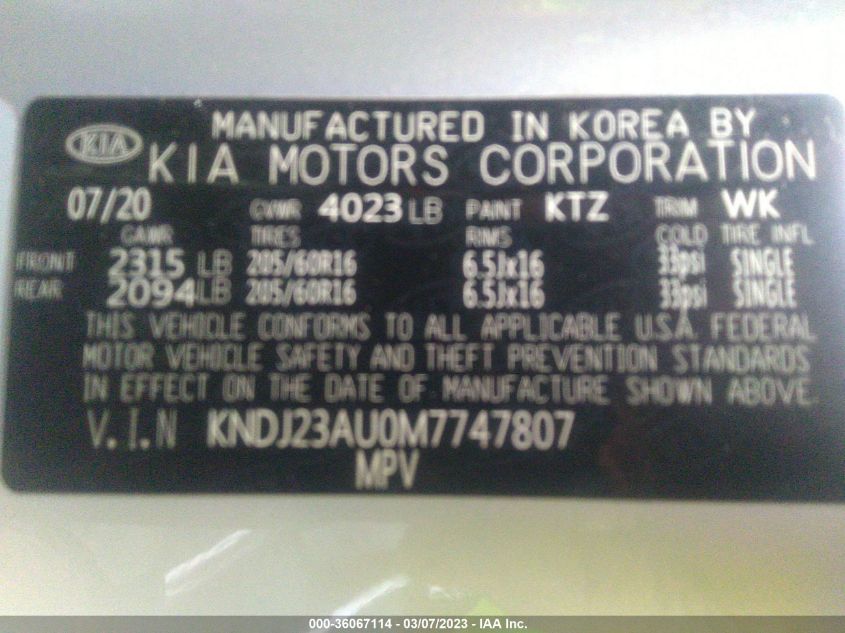 MANUFACTURED IN KOREA BY
KIA KIA MOTORS CORPORATION
07/20 GVWR 4023 LB PAINT KTZ TRIM WK
GAWR TIRES RIMS COLD TIRE INFL
FRONT 2315 LB 205/60R16 6.5Jx16 33psi SINGLE
REAR 2094 LB 205/60R16 6.5Jx16 33psi SINGLE
THIS VEHICLE CONFORMS TO ALL APPLICABLE U.S.A. FEDERAL
MOTOR VEHICLE SAFETY AND THEFT PREVENTION STANDARDS
IN EFFECT ON THE DATE OF MANUFACTURE SHOWN ABOVE.
V.I.N KNDJ23AU0M7747807
MPV
000-36067114 - 03/07/2023 - IAA Inc.